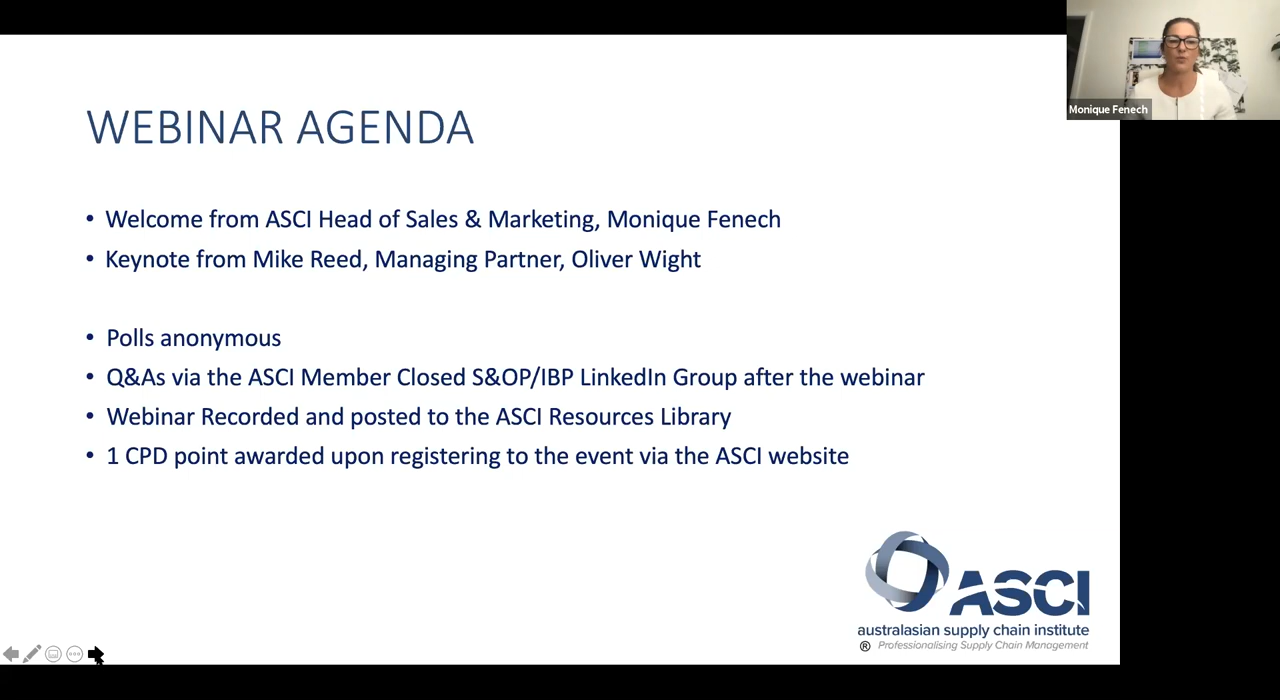 Monique Fenech
WEBINAR AGENDA
• Welcome from ASCI Head of Sales & Marketing, Monique Fenech
• Keynote from Mike Reed, Managing Partner, Oliver Wight
• Polls anonymous
• Q&As via the ASCI Member Closed S&OP/IBP LinkedIn Group after the webinar
• Webinar Recorded and posted to the ASCI Resources Library
• 1 CPD point awarded upon registering to the event via the ASCI website
ASCI
australasian supply chain institute
® Professionalising Supply Chain Management